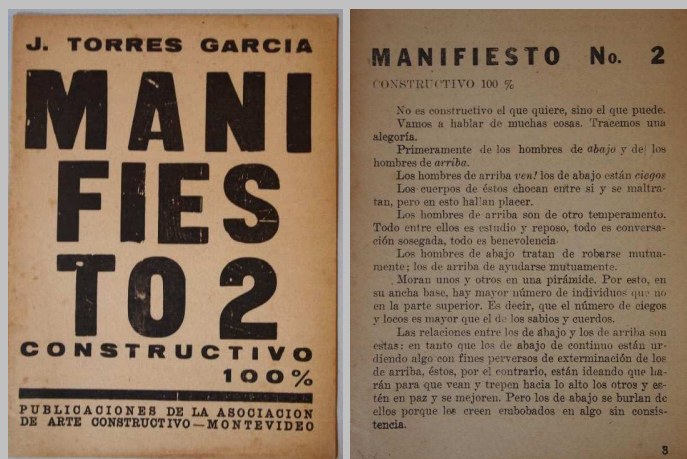 J. TORRES GARCIA
MANI
FIES
TO 2
CONSTRUCTIVO
100%
PUBLICACIONES DE LA ASOCIACION
DE ARTE CONSTRUCTIVO—MONTEVIDEO
MANIFIESTO No. 2
CONSTRUCTIVO 100 %
No es constructivo el que quiere, sino el que puede.
Vamos a hablar de muchas cosas. Tracemos una
alegoría.
Primeramente de los hombres de abajo y de los
hombres de arriba.
Los hombres de arriba ven! los de abajo están ciegos
Los cuerpos de éstos chocan entre sí y se maltra-
tan, pero en esto hallan placer.
Los hombres de arriba son de otro temperamento.
Todo entre ellos es estudio y reposo, todo es conversa-
ción sosegada, todo es benevolencia.
Los hombres de abajo tratan de robarse mutua-
mente; los de arriba de ayudarse mutuamente.
Moran unos y otros en una pirámide. Por esto, en
su ancha base, hay mayor número de individuos que no
en la parte superior. Es decir, que el número de ciegos
y locos es mayor que el de los sabios y cuerdos.
Las relaciones entre los de abajo y los de arriba son
estas: en tanto que los de abajo de continuo están ur-
diendo algo con fines perversos de exterminación de los
de arriba, éstos, por el contrario, están ideando que ha-
rán para que vean y trepen hacia lo alto los otros y es-
tén en paz y se mejoren. Pero los de abajo se burlan de
ellos porque les creen embobados en algo sin consis-
tencia.
3